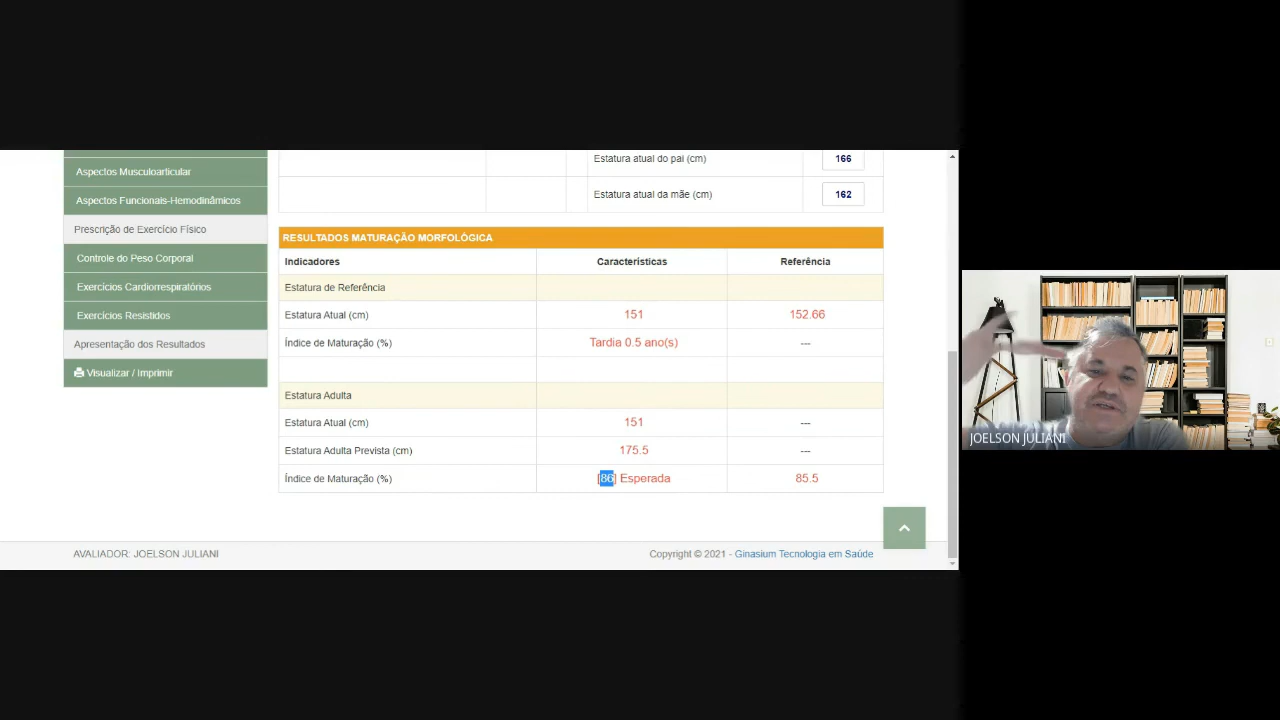 Aspectos Musculoarticular
Aspectos Funcionais-Hemodinâmicos
Prescrição de Exercício Físico
Controle do Peso Corporal
Exercícios Cardiorrespiratórios
Exercícios Resistidos
Apresentação dos Resultados
Visualizar / Imprimir
Estatura atual do pai (cm) 166
Estatura atual da mãe (cm) 162
RESULTADOS MATURAÇÃO MORFOLÓGICA
Indicadores Características Referência
Estatura de Referência
Estatura Atual (cm) 151 152.66
Índice de Maturação (%) Tardia 0.5 ano(s) ---
Estatura Adulta
Estatura Atual (cm) 151 ---
Estatura Adulta Prevista (cm) 175.5 ---
Índice de Maturação (%) [86] Esperada 85.5
AVALIADOR: JOELSON JULIANI
Copyright © 2021 - Ginasium Tecnologia em Saúde
JOELSON JULIANI